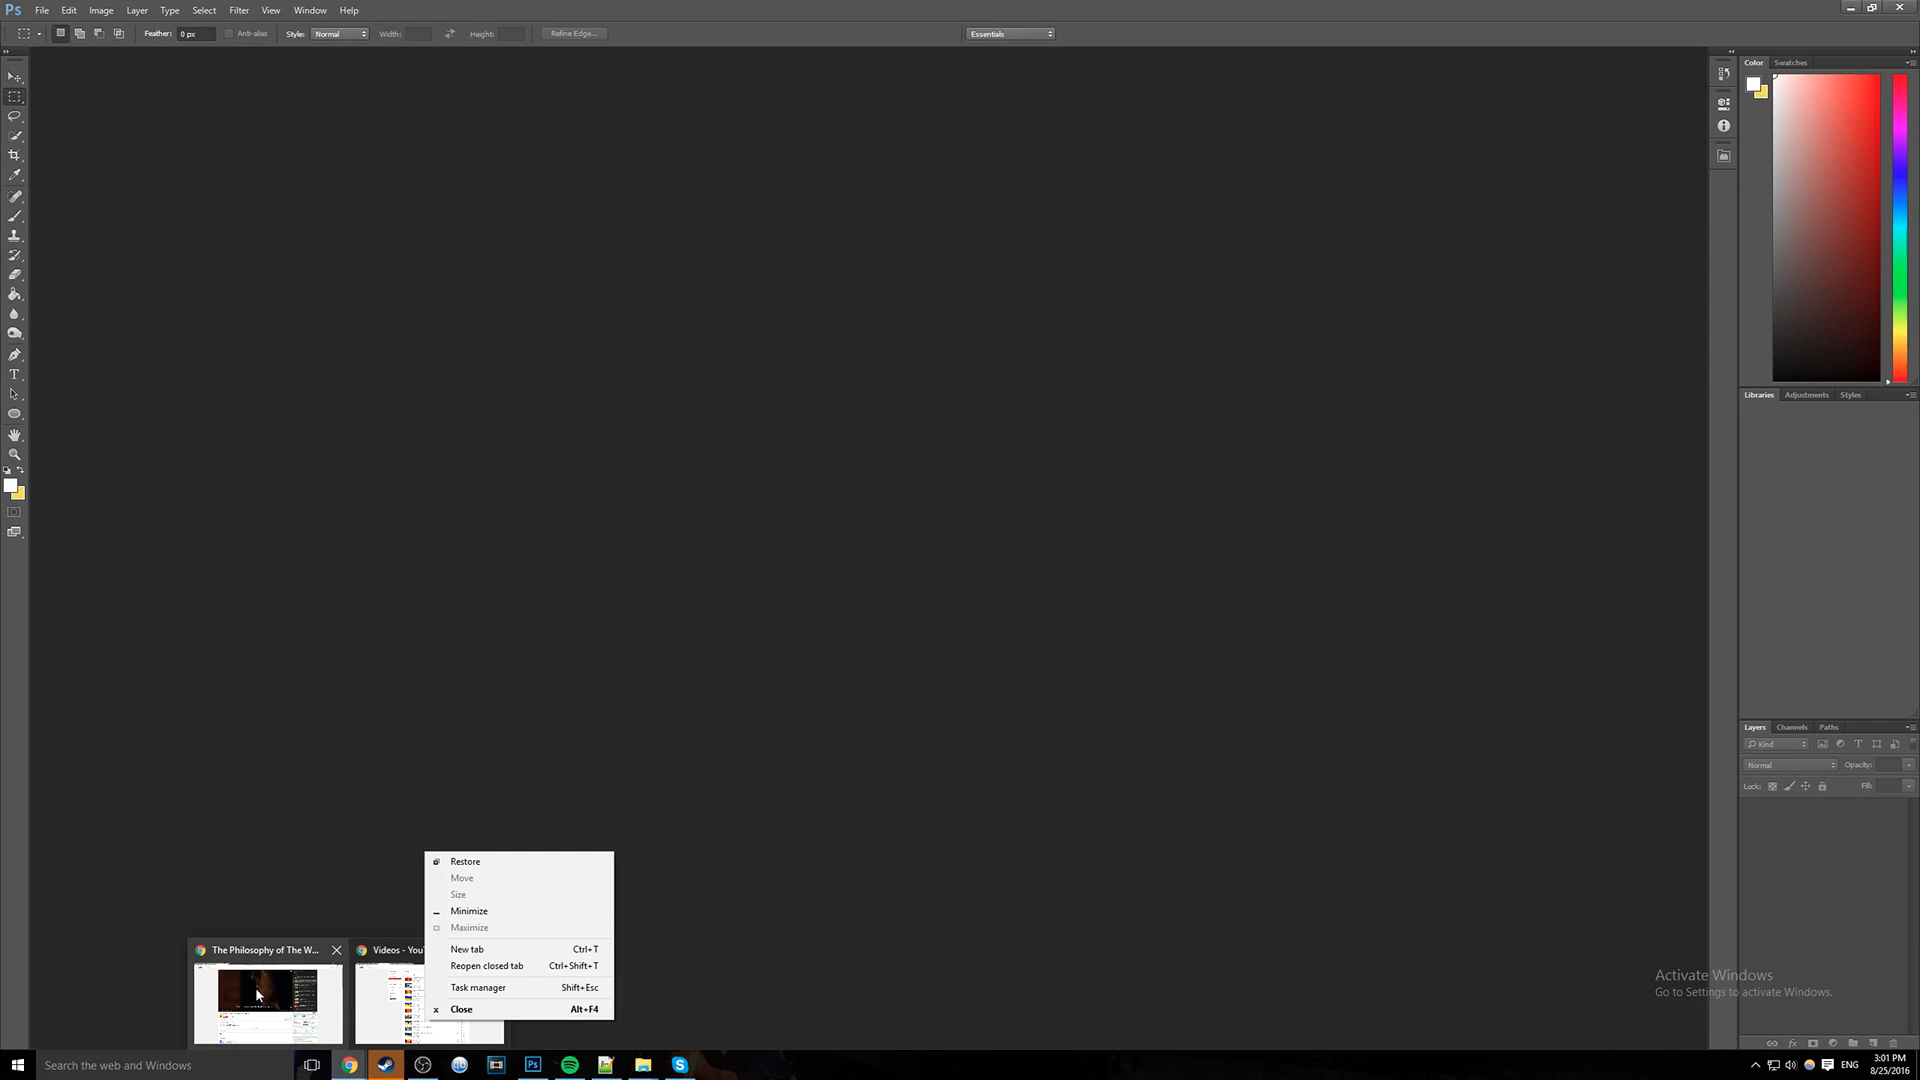 Ps File Edit Image Layer Type Select Filter View Window Help
Feather: 0 px Anti-alias Style: Normal Width: Height: Refine Edge... Essentials
Color Swatches
Libraries Adjustments Styles
Layers Channels Paths
Kind
Normal Opacity:
Lock: Fill:
Restore
Move
Size
Minimize
Maximize
New tab Ctrl+T
Reopen closed tab Ctrl+Shift+T
Task manager Shift+Esc
Close Alt+F4
The Philosophy of The W... Videos - You
Activate Windows
Go to Settings to activate Windows.
Search the web and Windows
ENG
3:01 PM
8/25/2016